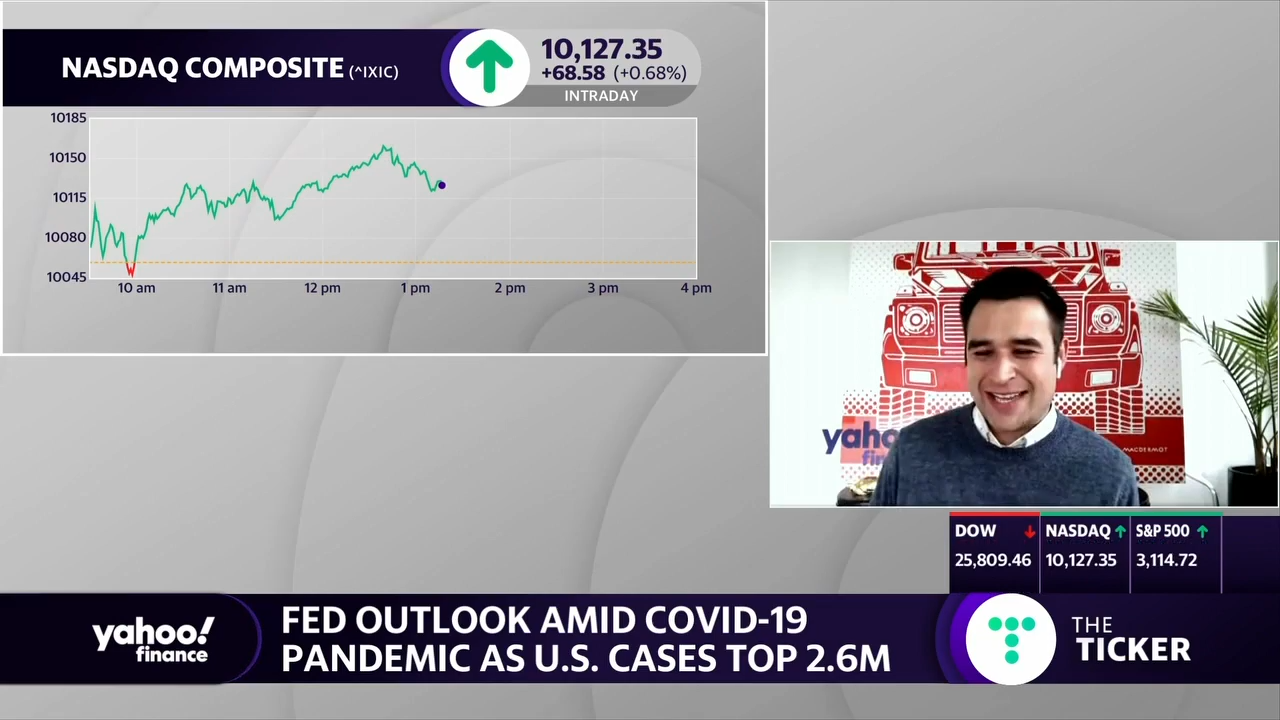 NASDAQ COMPOSITE (^IXIC)
10,127.35
+68.58 (+0.68%)
INTRADAY
10185
10150
10115
10080
10045
10 am 11 am 12 pm 1 pm 2 pm 3 pm 4 pm
yaho
fin
MACDERMOT
DOW NASDAQ S&P 500
25,809.46 10,127.35 3,114.72
yahoo!
finance
FED OUTLOOK AMID COVID-19
PANDEMIC AS U.S. CASES TOP 2.6M
THE
TICKER